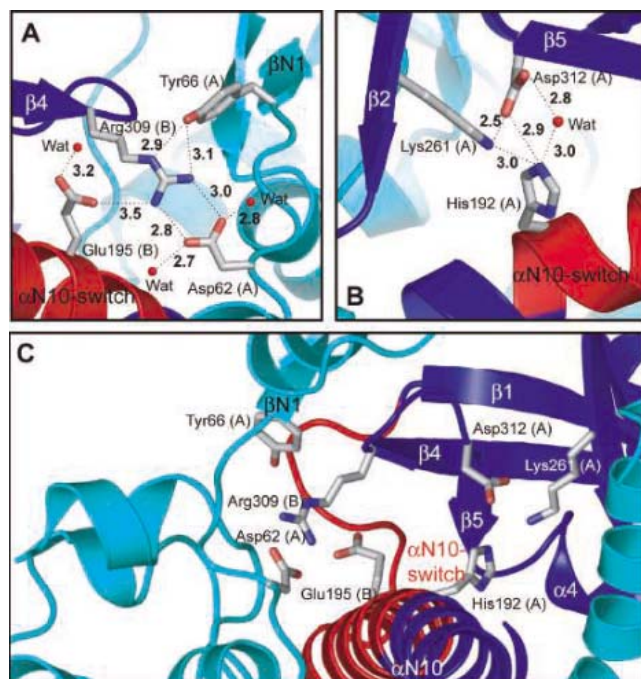 A
βN1
Tyr66 (A)
β4
Arg309 (B)
Wat
2.9
3.1
3.2
3.0
Wat
2.8
3.5
2.8
Glu195 (B)
2.7
αN10-switch
Wat
Asp62 (A)
β5
Asp312 (A)
β2
2.8
2.5
Wat
2.9
Lys261 (A)
3.0
3.0
His192 (A)
αN10-switch
B
C
β1
βN1
Tyr66 (A)
Asp312 (A)
β4
Lys261 (A)
Arg309 (B
β5
Asp62 (A)
αN10-
switch
α4
Glu195 (B)
His192 (A)
αN10